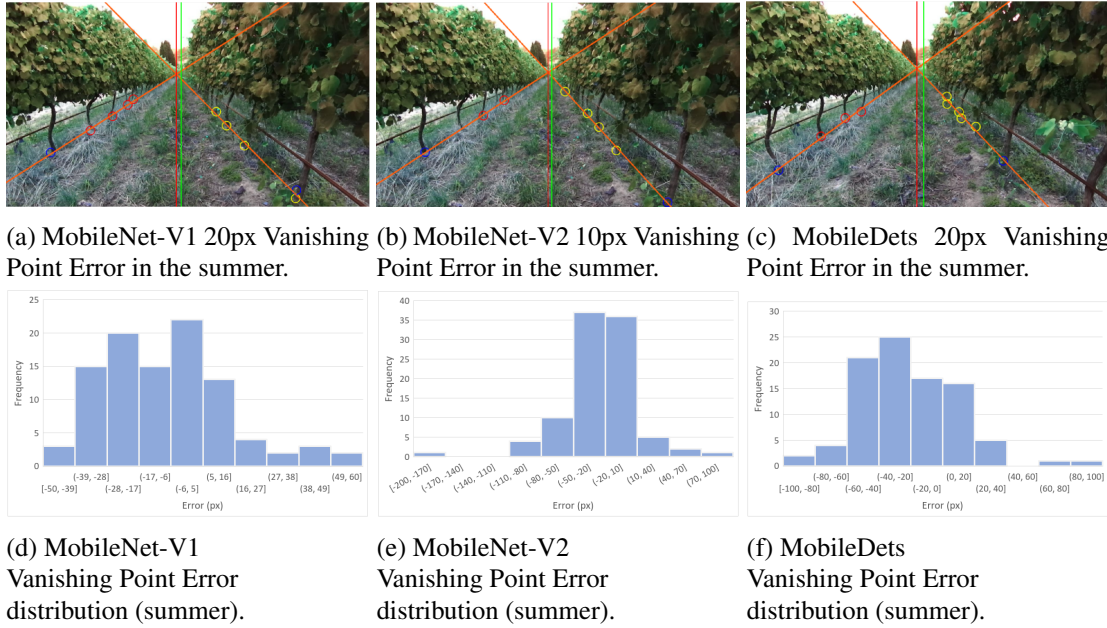 (a) MobileNet-V1 20px Vanishing Point Error in the summer.
(b) MobileNet-V2 10px Vanishing Point Error in the summer.
(c) MobileDets 20px Vanishing Point Error in the summer.
25
20
15
10
5
0
Frequency
[-50, -39]
(-39, -28]
(-28, -17]
(-17, -6]
(-6, 5]
(5, 16]
(16, 27]
(27, 38]
(38, 49]
(49, 60]
Error (px)
40
35
30
25
20
15
10
5
0
Frequency
[-200, -170]
(-170, -140]
(-140, -110]
(-110, -80]
(-80, -50]
(-50, -20]
(-20, 10]
(10, 40]
(40, 70]
(70, 100]
Error (px)
30
25
20
15
10
5
0
Frequency
[-100, -80]
(-80, -60]
(-60, -40]
(-40, -20]
(-20, 0]
(0, 20]
(20, 40]
(40, 60]
(60, 80]
(80, 100]
Error (px)
(d) MobileNet-V1
Vanishing Point Error
distribution (summer).
(e) MobileNet-V2
Vanishing Point Error
distribution (summer).
(f) MobileDets
Vanishing Point Error
distribution (summer).